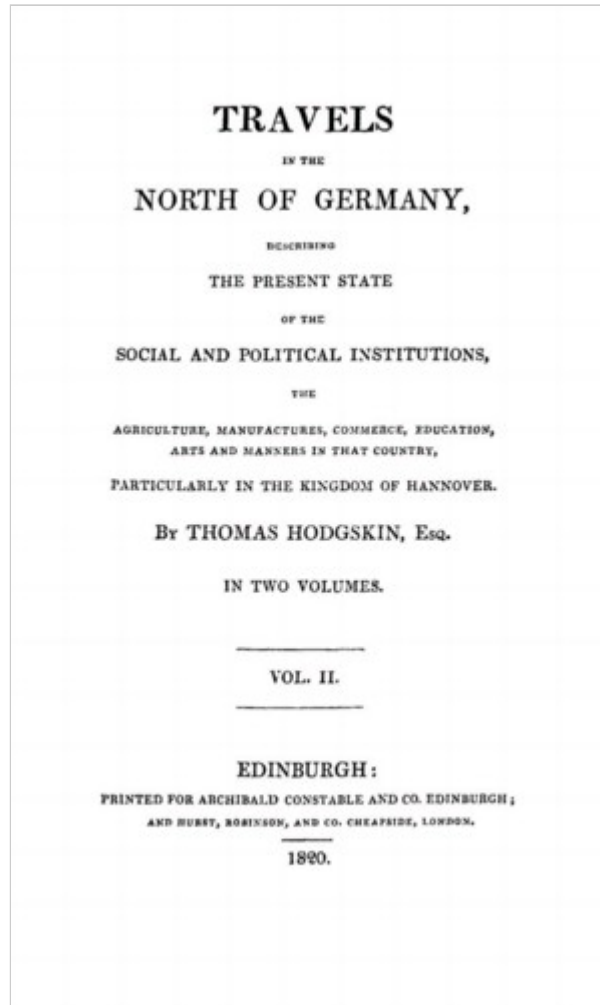 TRAVELS
IN THE
NORTH OF GERMANY,
DESCRIBING
THE PRESENT STATE
OF THE
SOCIAL AND POLITICAL INSTITUTIONS,
THE
AGRICULTURE, MANUFACTURES, COMMERCE, EDUCATION,
ARTS AND MANNERS IN THAT COUNTRY,
PARTICULARLY IN THE KINGDOM OF HANNOVER.
By THOMAS HODGSKIN, Esq.
IN TWO VOLUMES.
VOL. II.
EDINBURGH:
PRINTED FOR ARCHIBALD CONSTABLE AND CO. EDINBURGH;
AND HURST, ROBINSON, AND CO. CHEAPSIDE, LONDON.
1820.